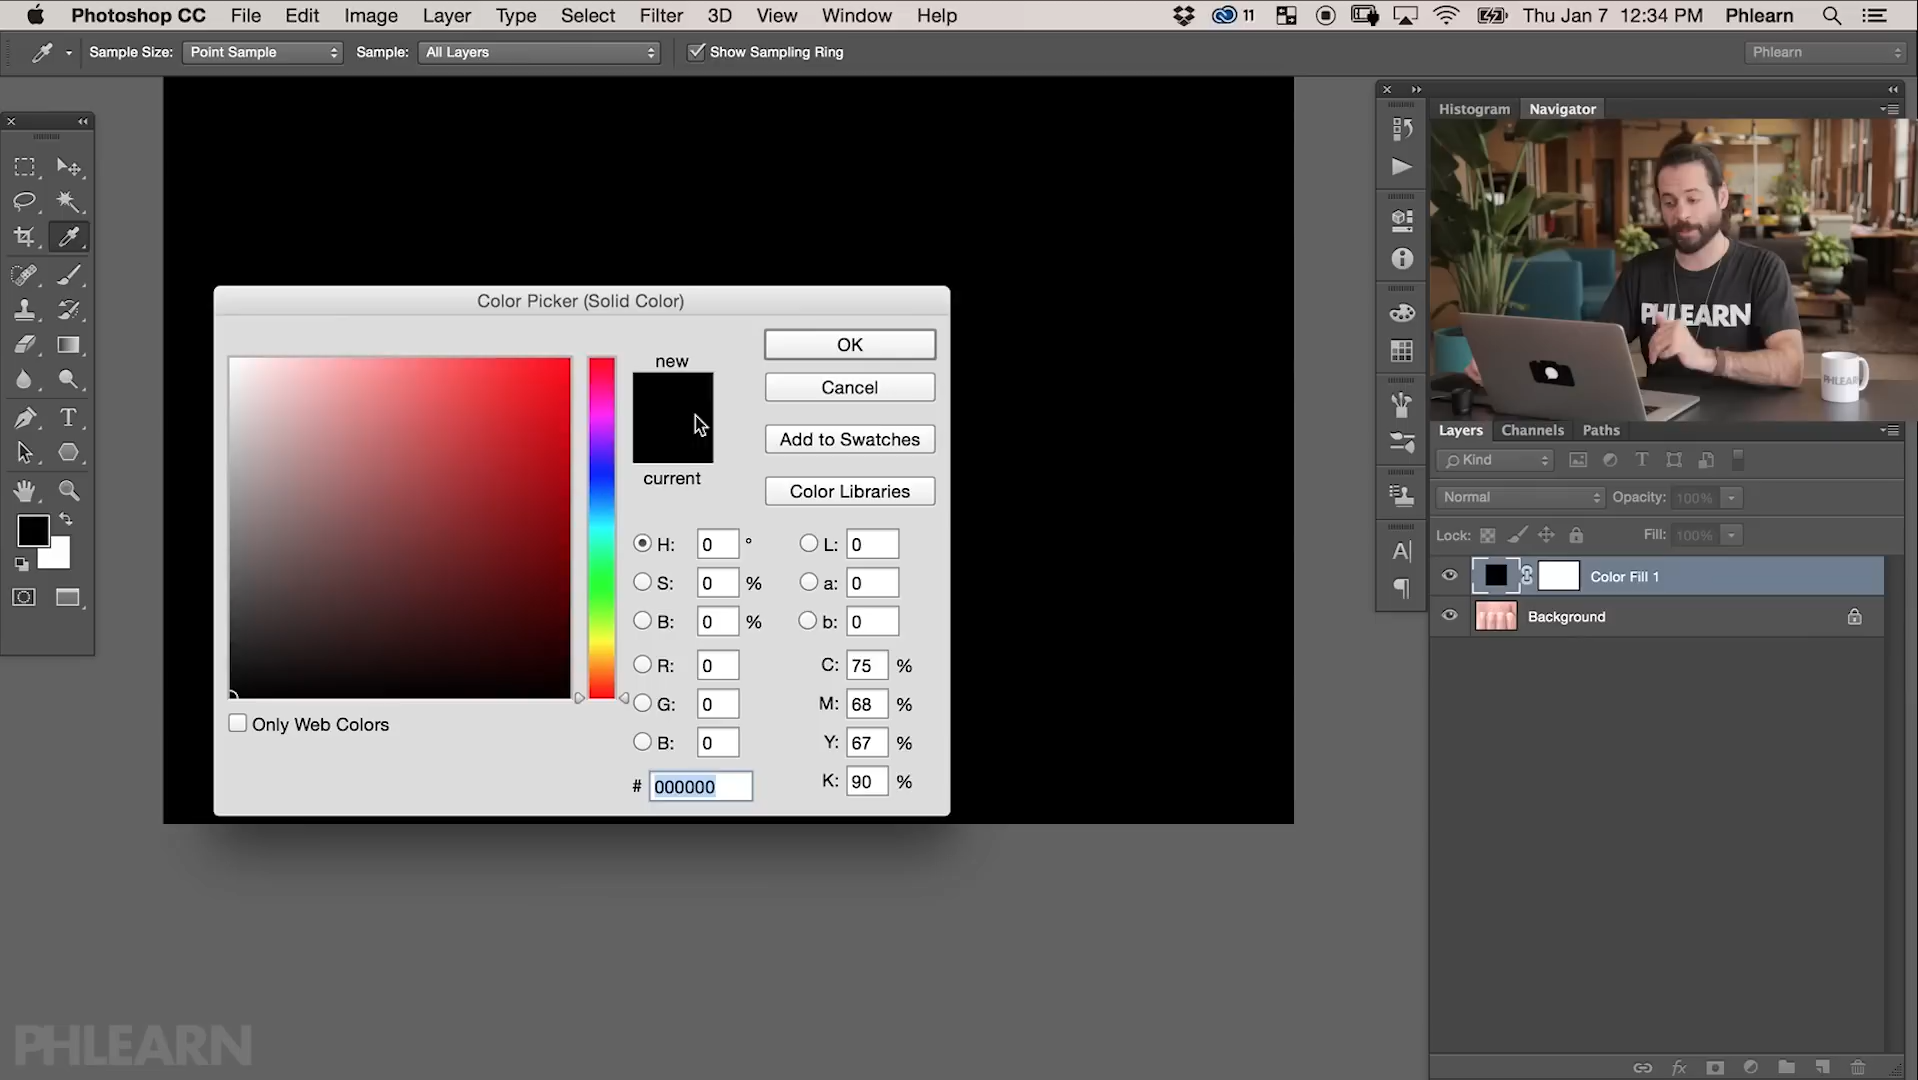 Photoshop CC File Edit Image Layer Type Select Filter 3D View Window Help 11 Thu Jan 7 12:34 PM Phlearn
Sample Size: Point Sample Sample: All Layers Show Sampling Ring Phlearn
Histogram Navigator
PHLEARN
PHLEARN
Color Picker (Solid Color)
new
current
OK
Cancel
Add to Swatches
Color Libraries
H: 0 ° L: 0
S: 0 % a: 0
B: 0 % b: 0
R: 0 C: 75 %
G: 0 M: 68 %
B: 0 Y: 67 %
# 000000 K: 90 %
Only Web Colors
Layers Channels Paths
Kind
Normal Opacity: 100%
Lock: Fill: 100%
Color Fill 1
Background
PHLEARN